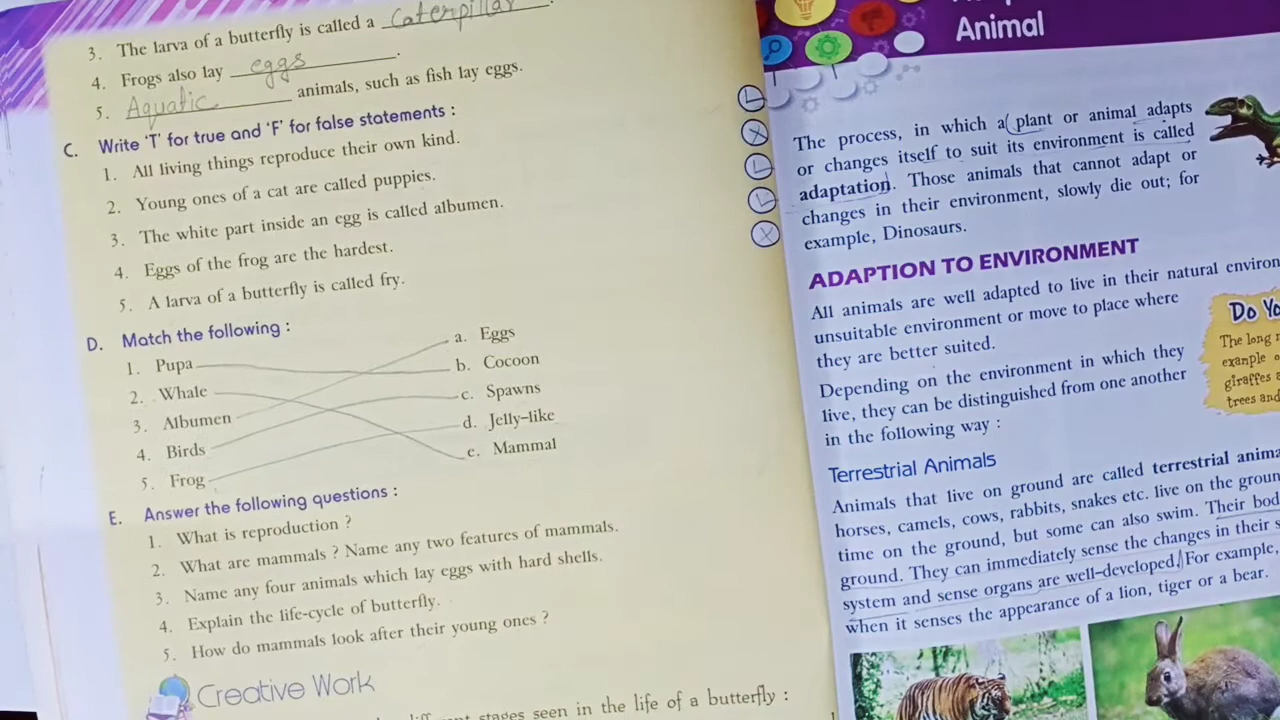 3. The larva of a butterfly is called a caterpillar.
4. Frogs also lay eggs.
5. Aquatic animals, such as fish lay eggs.
C. Write 'T' for true and 'F' for false statements :
1. All living things reproduce their own kind.
2. Young ones of a cat are called puppies.
3. The white part inside an egg is called albumen.
4. Eggs of the frog are the hardest.
5. A larva of a butterfly is called fry.
D. Match the following :
1. Pupa a. Eggs
2. Whale b. Cocoon
3. Albumen c. Spawns
4. Birds d. Jelly-like
5. Frog e. Mammal
E. Answer the following questions :
1. What is reproduction ?
2. What are mammals ? Name any two features of mammals.
3. Name any four animals which lay eggs with hard shells.
4. Explain the life-cycle of butterfly.
5. How do mammals look after their young ones ?
Creative Work
stages seen in the life of a butterfly :
Animal
The process, in which a plant or animal adapts
or changes itself to suit its environment is called
adaptation. Those animals that cannot adapt or
changes in their environment, slowly die out; for
example, Dinosaurs.
ADAPTION TO ENVIRONMENT
All animals are well adapted to live in their natural
unsuitable environment or move to place where
they are better suited.
Depending on the environment in which they
live, they can be distinguished from one another
in the following way :
Do
The long
exanple
giraffes
trees and
Terrestrial Animals
Animals that live on ground are called terrestrial
horses, camels, cows, rabbits, snakes etc. live on the
time on the ground, but some can also swim. Their
ground. They can immediately sense the changes in their
system and sense organs are well-developed. For example,
when it senses the appearance of a lion, tiger or a bear.